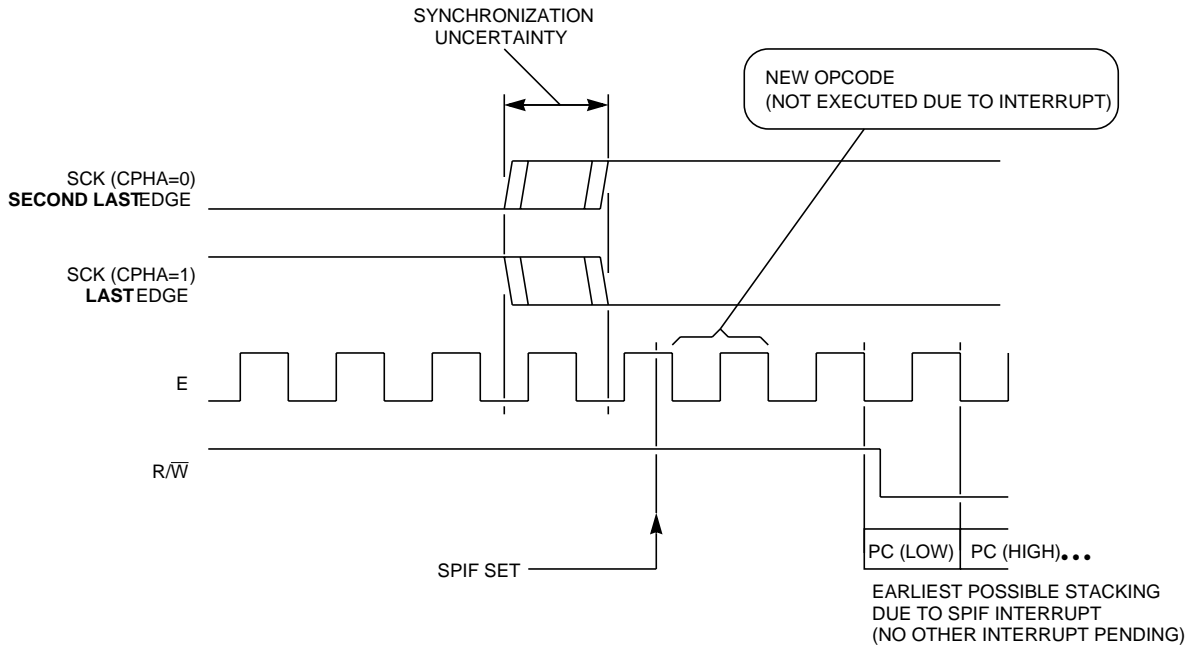 SYNCHRONIZATION
UNCERTAINTY
NEW OPCODE
(NOT EXECUTED DUE TO INTERRUPT)
SCK (CPHA=0)
SECOND LASTEDGE
SCK (CPHA=1)
LASTEDGE
E
R/W̅
SPIF SET
PC (LOW) PC (HIGH)•••
EARLIEST POSSIBLE STACKING
DUE TO SPIF INTERRUPT
(NO OTHER INTERRUPT PENDING)